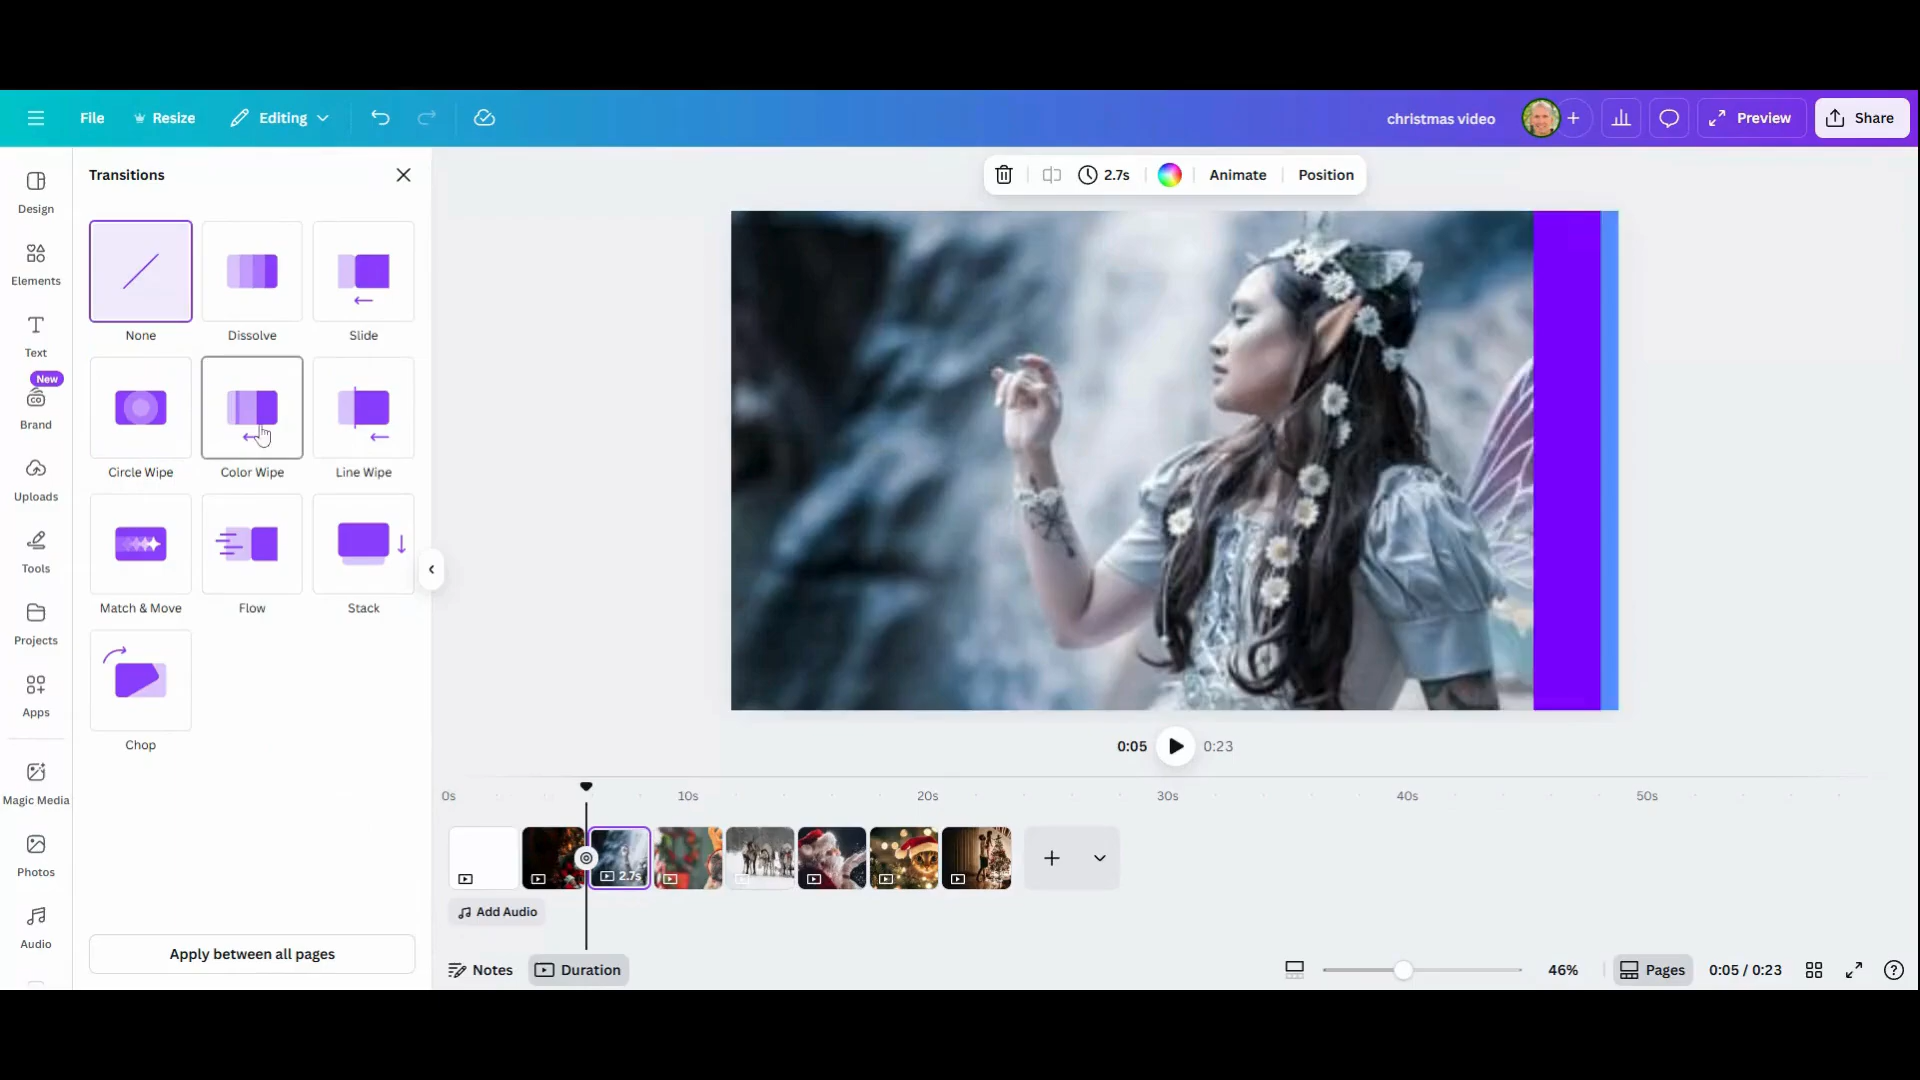 File
Resize
Editing
christmas video
Preview
Share
Design
Elements
Text
New
Brand
Uploads
Tools
Projects
Apps
Magic Media
Photos
Audio
Transitions
None
Dissolve
Slide
Circle Wipe
Color Wipe
Line Wipe
Match & Move
Flow
Stack
Chop
Apply between all pages
2.7s
Animate
Position
0:05
0:23
0s
10s
20s
30s
40s
50s
2.7s
Add Audio
Notes
Duration
46%
Pages
0:05 / 0:23